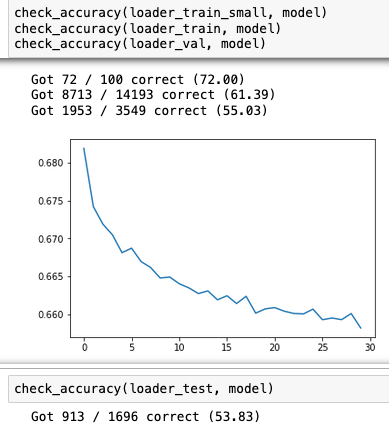 check_accuracy(loader_train_small, model)
check_accuracy(loader_train, model)
check_accuracy(loader_val, model)
Got 72 / 100 correct (72.00)
Got 8713 / 14193 correct (61.39)
Got 1953 / 3549 correct (55.03)
0.680
0.675
0.670
0.665
0.660
0 5 10 15 20 25 30
check_accuracy(loader_test, model)
Got 913 / 1696 correct (53.83)